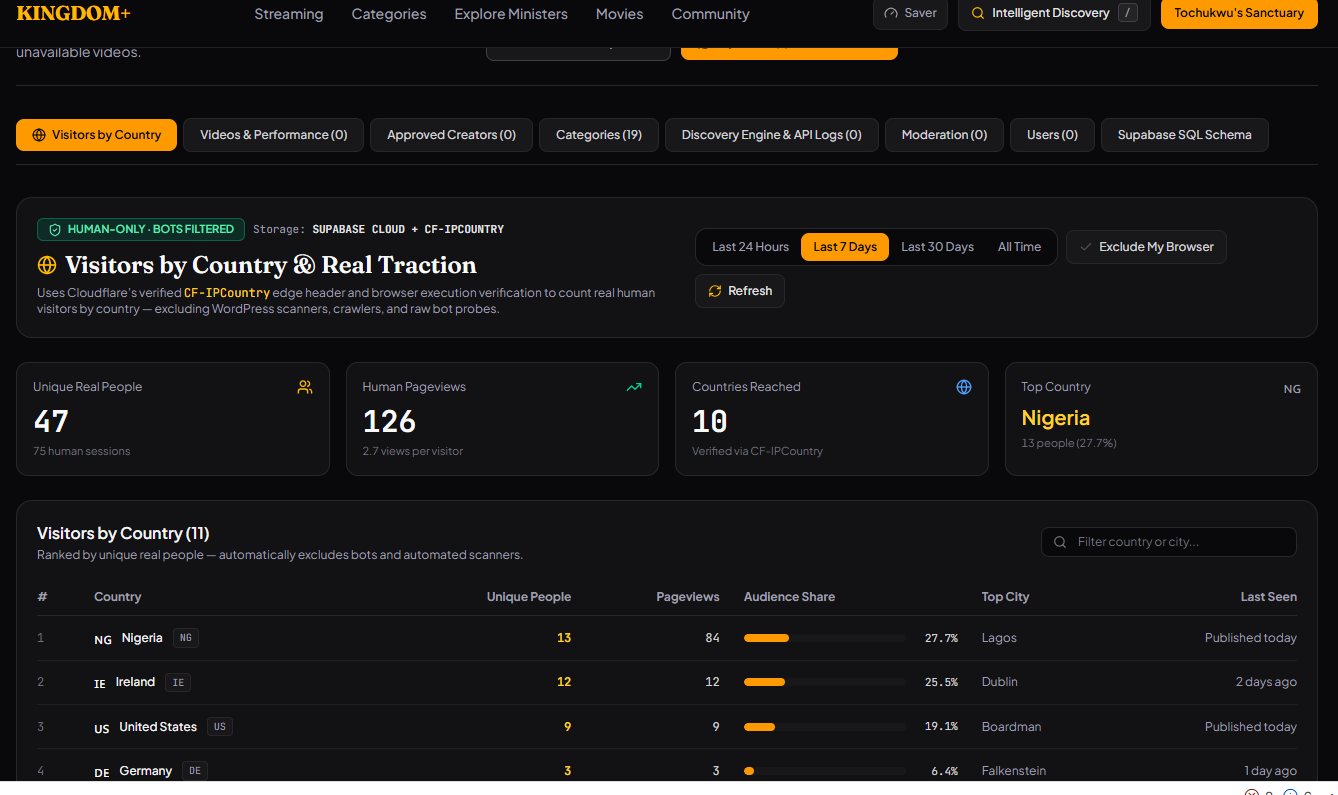 KINGDOM+ Streaming Categories Explore Ministers Movies Community Saver Intelligent Discovery / Tochukwu's Sanctuary
unavailable videos.
Visitors by Country Videos & Performance (0) Approved Creators (0) Categories (19) Discovery Engine & API Logs (0) Moderation (0) Users (0) Supabase SQL Schema
HUMAN-ONLY · BOTS FILTERED Storage: SUPABASE CLOUD + CF-IPCOUNTRY
Visitors by Country & Real Traction
Uses Cloudflare's verified CF-IPCountry edge header and browser execution verification to count real human
visitors by country — excluding WordPress scanners, crawlers, and raw bot probes.
Last 24 Hours Last 7 Days Last 30 Days All Time Exclude My Browser
Refresh
Unique Real People
47
75 human sessions
Human Pageviews
126
2.7 views per visitor
Countries Reached
10
Verified via CF-IPCountry
Top Country NG
Nigeria
13 people (27.7%)
Visitors by Country (11)
Ranked by unique real people — automatically excludes bots and automated scanners.
Filter country or city...
# Country Unique People Pageviews Audience Share Top City Last Seen
1 NG Nigeria NG 13 84 27.7% Lagos Published today
2 IE Ireland IE 12 12 25.5% Dublin 2 days ago
3 US United States US 9 9 19.1% Boardman Published today
4 DE Germany DE 3 3 6.4% Falkenstein 1 day ago